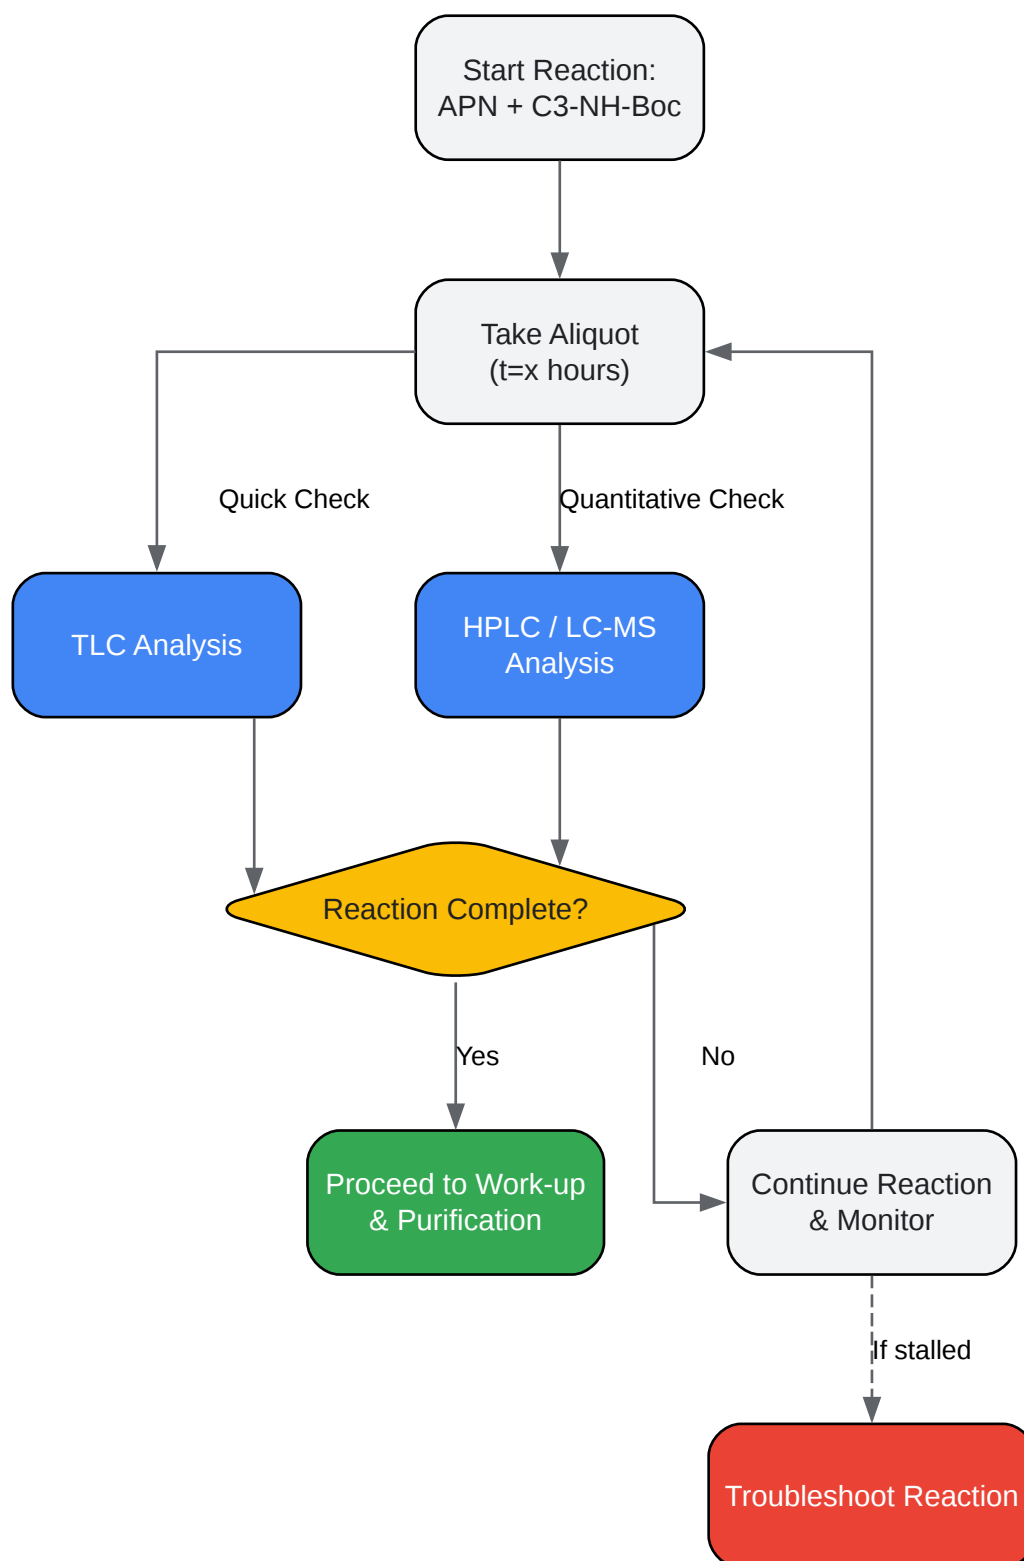 Start Reaction:
APN + C3-NH-Boc
Take Aliquot
(t=x hours)
Quick Check
Quantitative Check
TLC Analysis
HPLC / LC-MS
Analysis
Reaction Complete?
Yes
No
Proceed to Work-up
& Purification
Continue Reaction
& Monitor
If stalled
Troubleshoot Reaction